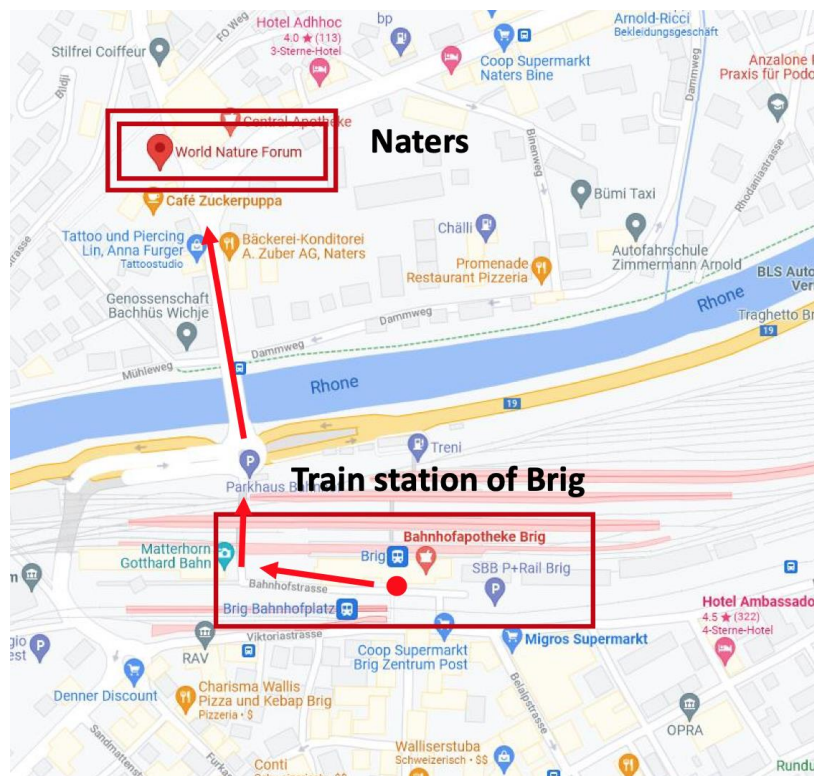 Hotel Adhhoc
4.0 ★ (113)
3-Sterne-Hotel
bp
Arnold-Ricci
Bekleidungsgeschäft
FO Weg
Stilfrei Coiffeur
Coop Supermarkt
Naters Bine
Dammweg
Anzalone
Praxis für Podo
Bildji
Central Apotheke
Naters
Binenweg
Rhodaniastrasse
World Nature Forum
Café Zuckerpuppa
Bümi Taxi
Tattoo und Piercing
Lin, Anna Furger
Tattoostudio
Bäckerei-Konditorei
A. Zuber AG, Naters
Chälli
Promenade
Restaurant Pizzeria
Autofahrschule
Zimmermann Arnold
BLS Auto
Ver
Genossenschaft
Bachhüs Wichje
Rhone
Traghetto Br
19
Dammweg
Dammweg
Mühleweg
Rhone
19
Treni
Train station of Brig
Parkhaus
Bahnhofapotheke Brig
Matterhorn
Gotthard Bahn
Brig
SBB P+Rail Brig
Bahnhofstrasse
Brig Bahnhofplatz
Hotel Ambassado
4.5 ★ (322)
4-Sterne-Hotel
Viktoriastrasse
RAV
Coop Supermarkt
Brig Zentrum Post
Migros Supermarkt
Denner Discount
Charisma Wallis
Pizza und Kebap Brig
Pizzeria • $
Belalpstrasse
OPRA
Sandmattenst
Furka
Walliserstuba
Schweizerisch • $$
Conti
Rundu